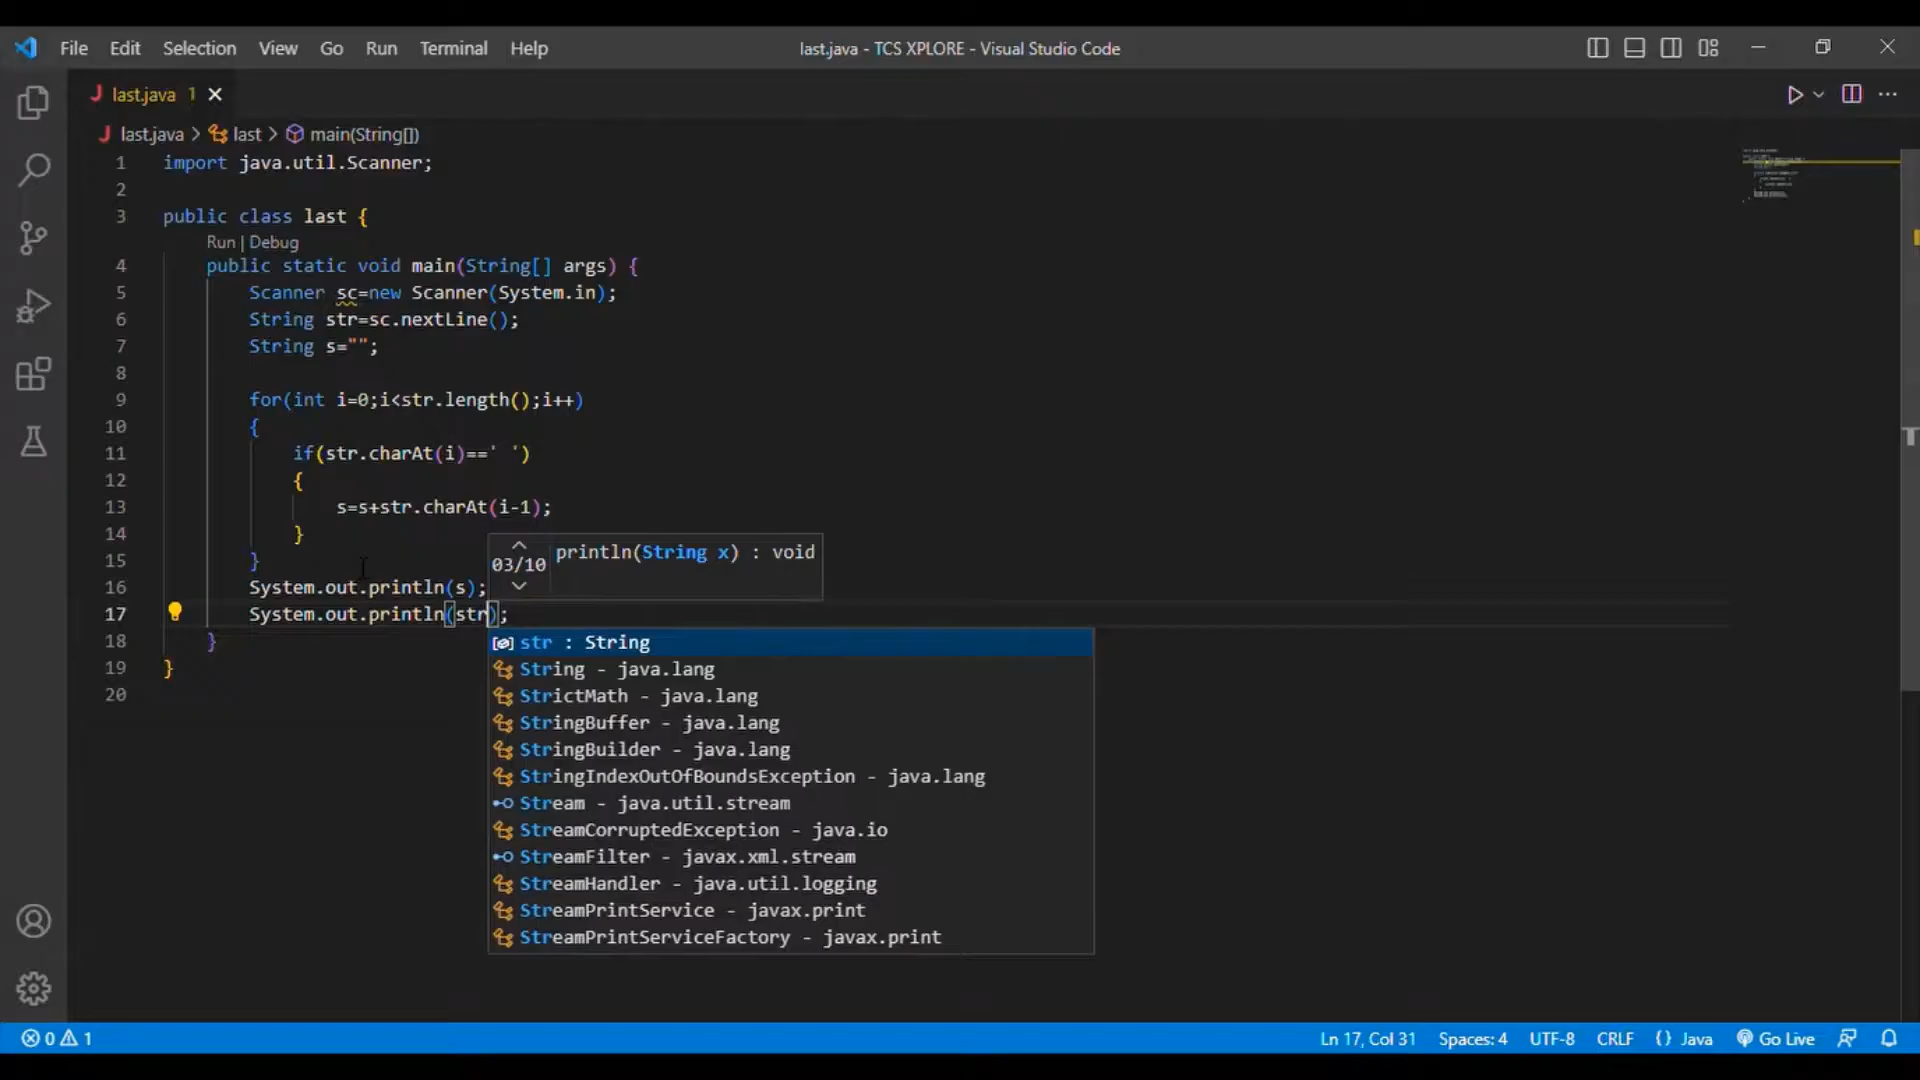 File Edit Selection View Go Run Terminal Help last.java - TCS XPLORE - Visual Studio Code
J last.java 1
J last.java > last > main(String[])
1 import java.util.Scanner;
2
3 public class last {
Run | Debug
4 public static void main(String[] args) {
5 Scanner sc=new Scanner(System.in);
6 String str=sc.nextLine();
7 String s="";
8
9 for(int i=0;i<str.length();i++)
10 {
11 if(str.charAt(i)==' ')
12 {
13 s=s+str.charAt(i-1);
14 }
15 }
16 System.out.println(s);
17 System.out.println(str);
18 }
19 }
20
03/10 println(String x) : void
str : String
String - java.lang
StrictMath - java.lang
StringBuffer - java.lang
StringBuilder - java.lang
StringIndexOutOfBoundsException - java.lang
Stream - java.util.stream
StreamCorruptedException - java.io
StreamFilter - javax.xml.stream
StreamHandler - java.util.logging
StreamPrintService - javax.print
StreamPrintServiceFactory - javax.print
0 1 Ln 17, Col 31 Spaces: 4 UTF-8 CRLF {} Java Go Live